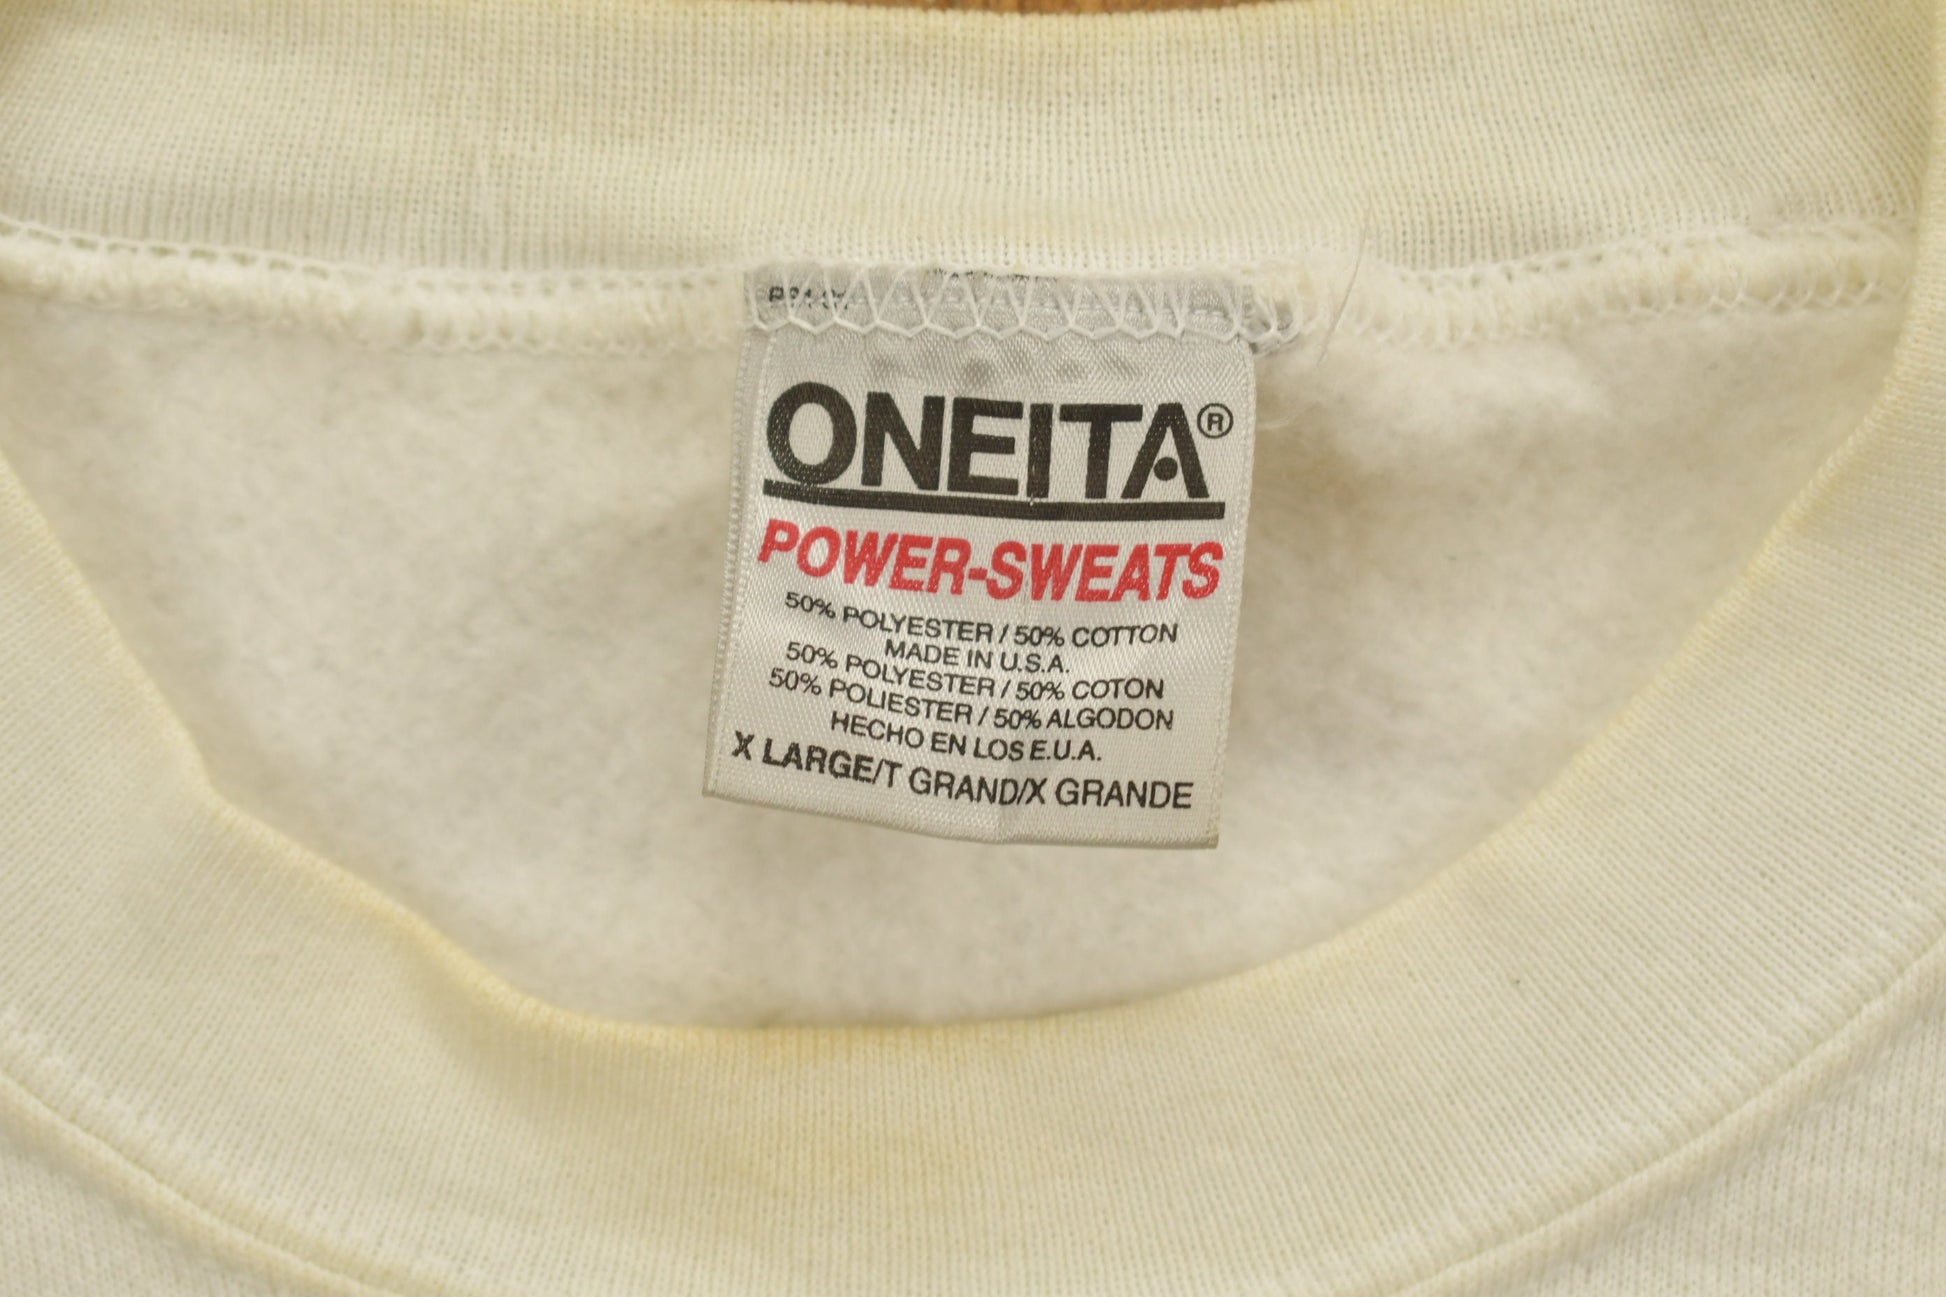 ONEITA®
POWER-SWEATS
50% POLYESTER / 50% COTTON
MADE IN U.S.A.
50% POLYESTER / 50% COTON
50% POLIESTER / 50% ALGODON
HECHO EN LOS E.U.A.
X LARGE/T GRAND/X GRANDE